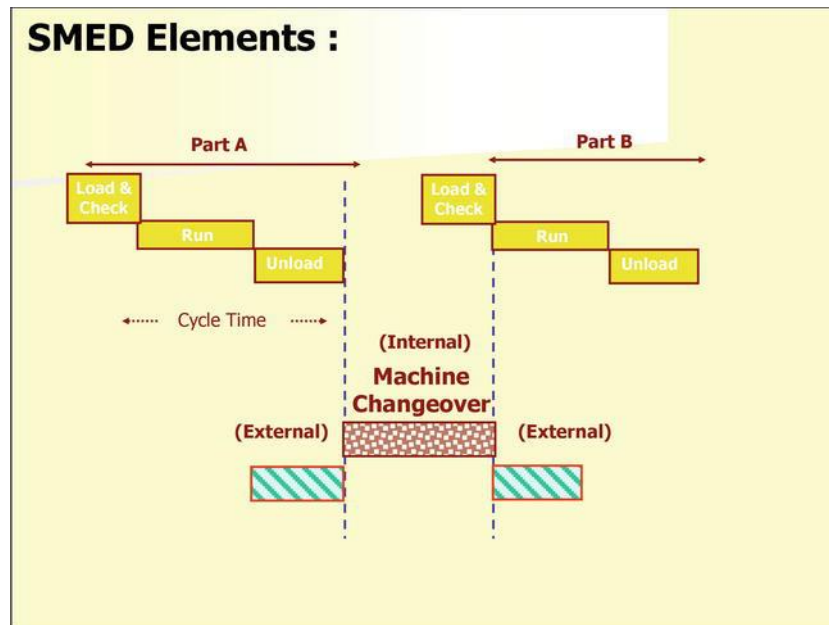 SMED Elements :
Part A
Part B
Load &
Check
Load &
Check
Run
Run
Unload
Unload
Cycle Time
(Internal)
Machine
Changeover
(External)
(External)